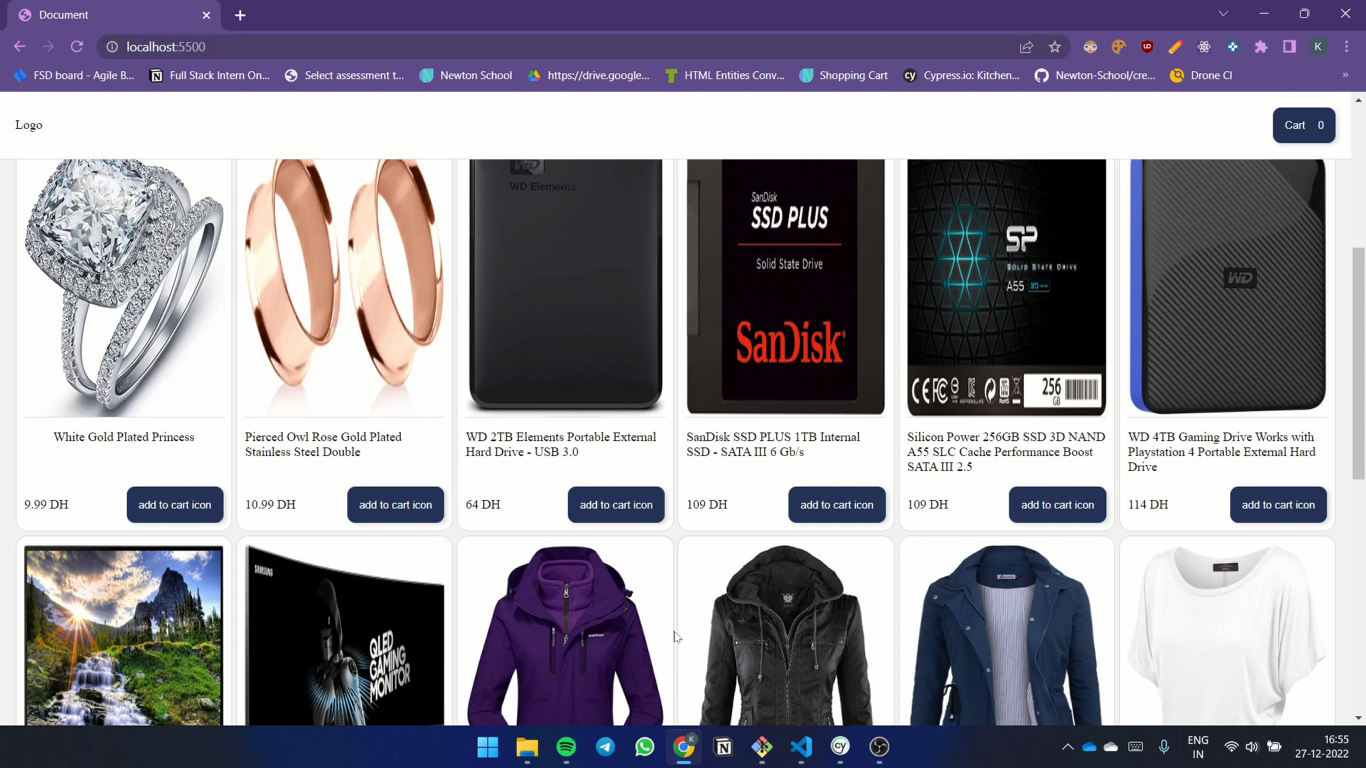 Document
localhost:5500
K
FSD board - Agile B...
Full Stack Intern On...
Select assessment t...
Newton School
https://drive.google...
HTML Entities Conv...
Shopping Cart
cy
Cypress.io: Kitchen...
Newton-School/cre...
Drone CI
»
Logo
Cart 0
WD
WD Elements
SanDisk
SSD PLUS
Solid State Drive
SanDisk
SP
SOLID STATE DRIVE
A55
256
GB
WD
White Gold Plated Princess
9.99 DH
add to cart icon
Pierced Owl Rose Gold Plated
Stainless Steel Double
10.99 DH
add to cart icon
WD 2TB Elements Portable External
Hard Drive - USB 3.0
64 DH
add to cart icon
SanDisk SSD PLUS 1TB Internal
SSD - SATA III 6 Gb/s
109 DH
add to cart icon
Silicon Power 256GB SSD 3D NAND
A55 SLC Cache Performance Boost
SATA III 2.5
109 DH
add to cart icon
WD 4TB Gaming Drive Works with
Playstation 4 Portable External Hard
Drive
114 DH
add to cart icon
SAMSUNG
QLED
GAMING
MONITOR
K
cy
ENG
IN
16:55
27-12-2022